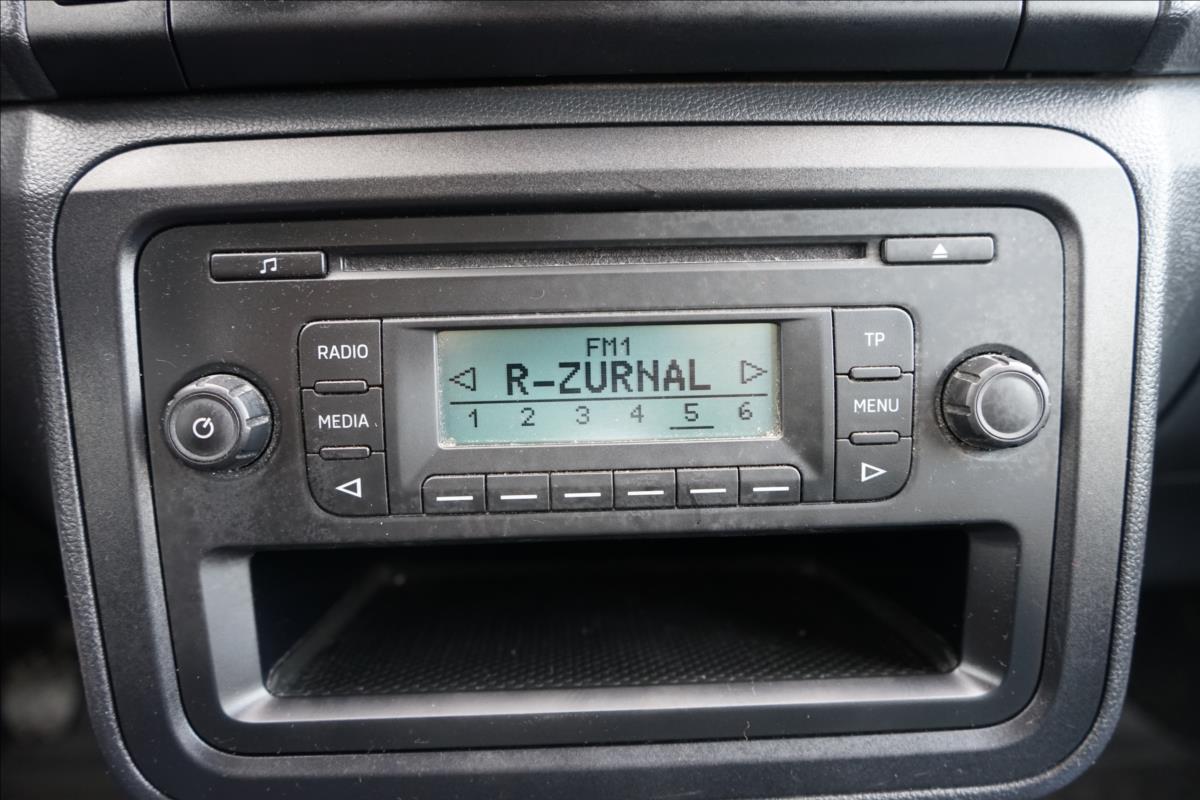 RADIO
MEDIA
FM1
R-ZURNAL
1 2 3 4 5 6
TP
MENU